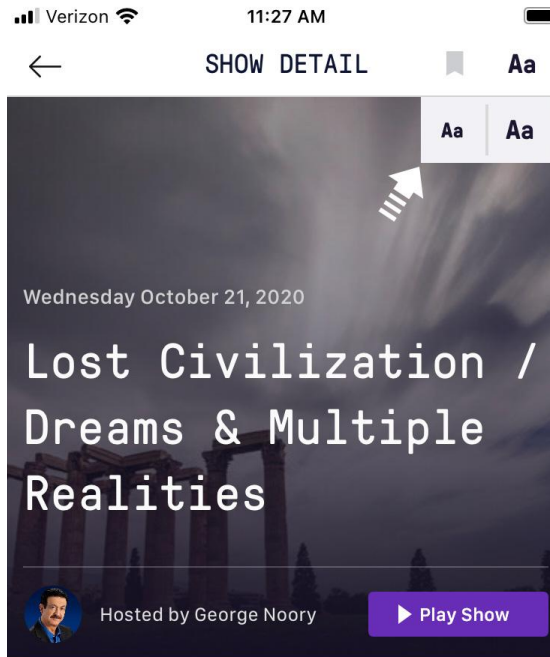 Verizon 11:27 AM
SHOW DETAIL Aa
Aa Aa
Wednesday October 21, 2020
Lost Civilization /
Dreams & Multiple
Realities
Hosted by George Noory Play Show